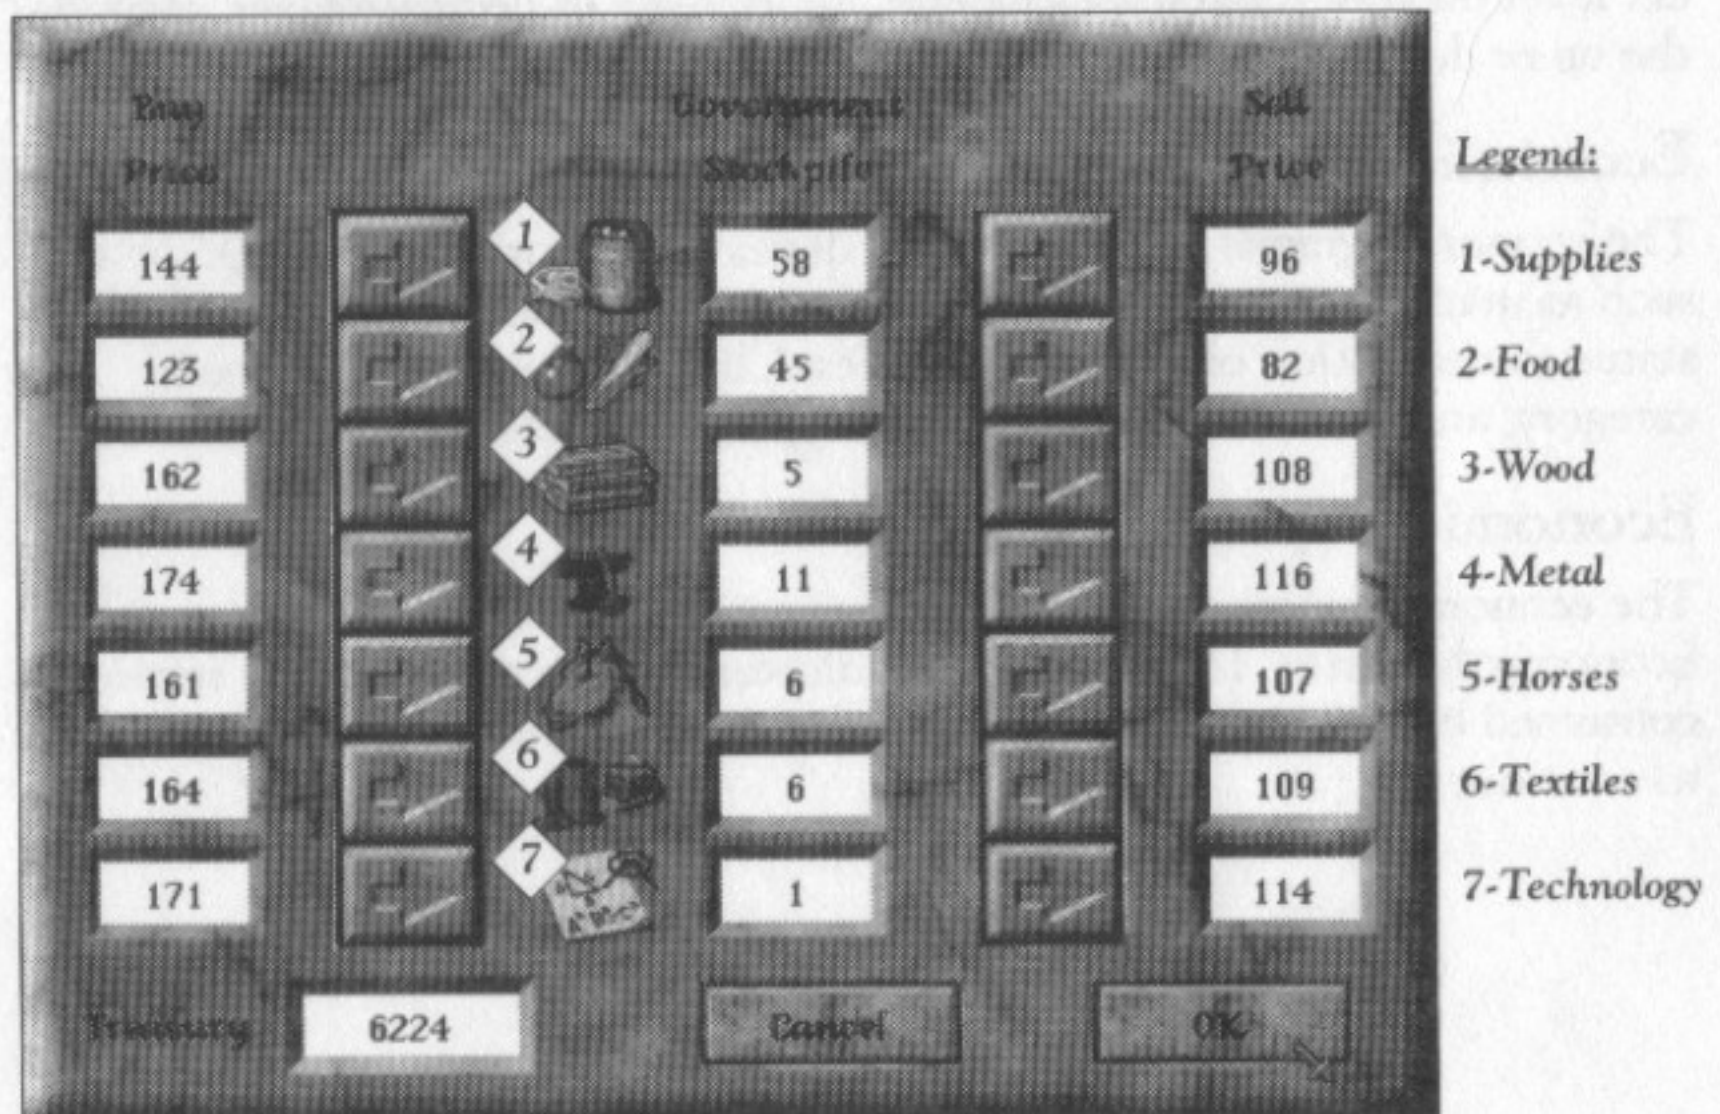 Buy
Price
Government
Stockpile
Sell
Price
Legend:
144
1
58
96
1-Supplies
123
2
45
82
2-Food
162
3
5
108
3-Wood
174
4
11
116
4-Metal
161
5
6
107
5-Horses
164
6
6
109
6-Textiles
171
7
1
114
7-Technology
Treasury
6224
Cancel
OK